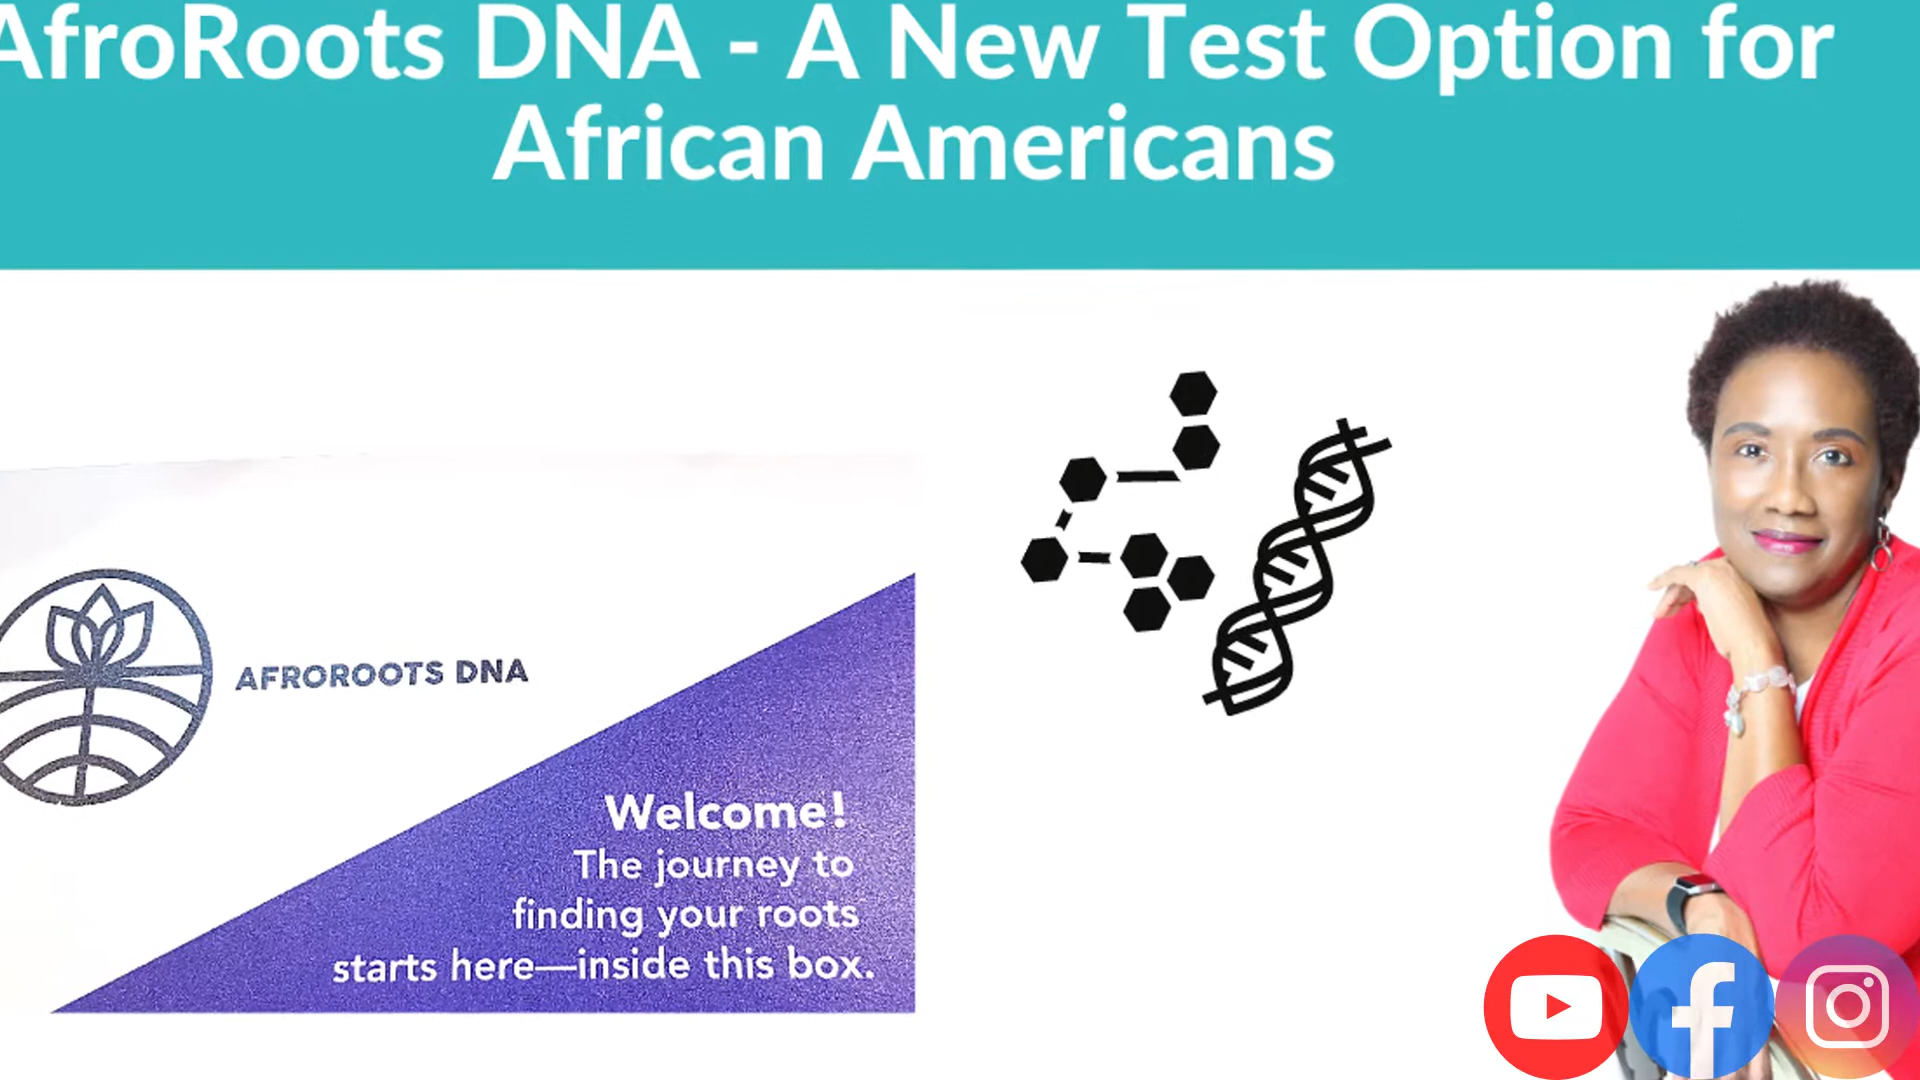 AfroRoots DNA - A New Test Option for
African Americans
AFROROOTS DNA
Welcome!
The journey to
finding your roots
starts here—inside this box.